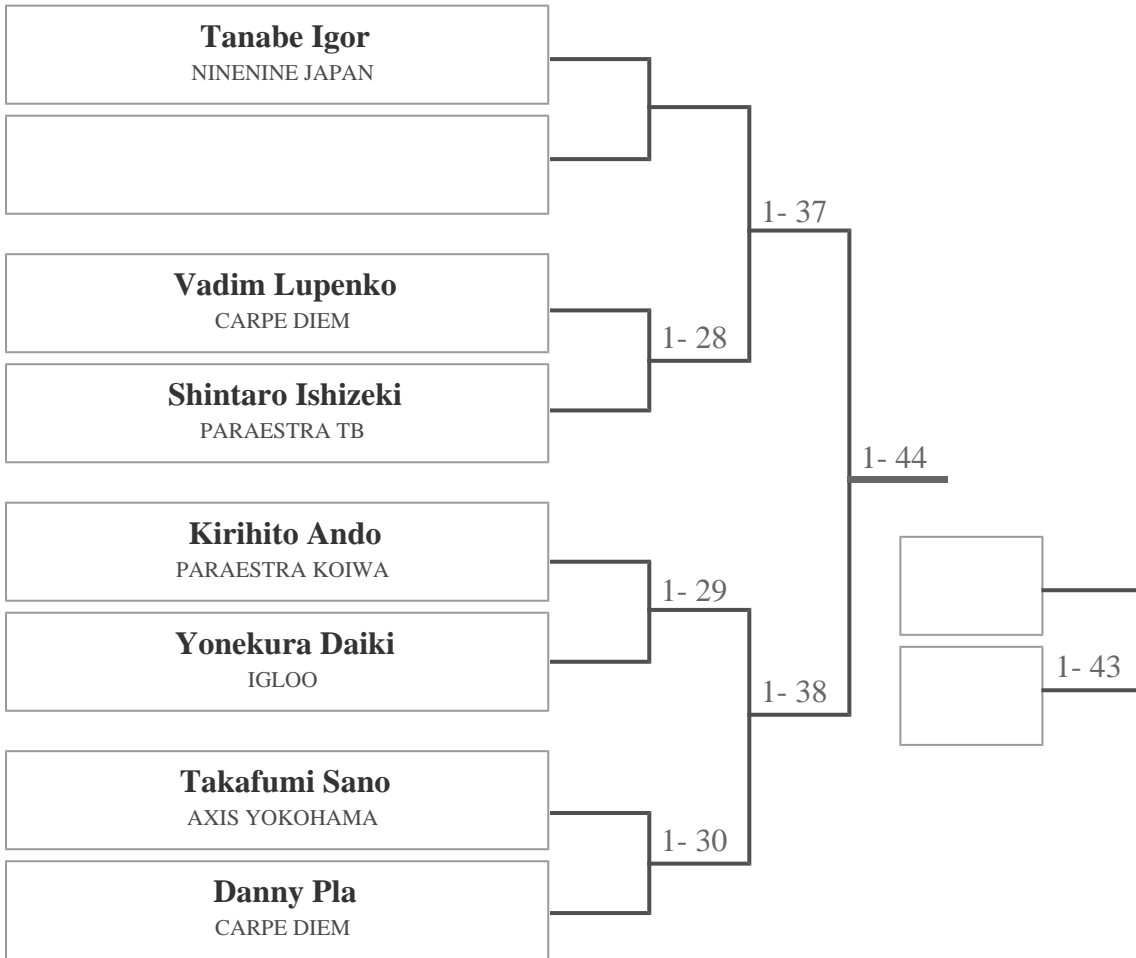 Tanabe Igor
NINENINE JAPAN
1- 37
Vadim Lupenko
CARPE DIEM
1- 28
Shintaro Ishizeki
PARAESTRA TB
1- 44
Kirihito Ando
PARAESTRA KOIWA
1- 29
Yonekura Daiki
IGLOO
1- 43
1- 38
Takafumi Sano
AXIS YOKOHAMA
1- 30
Danny Pla
CARPE DIEM